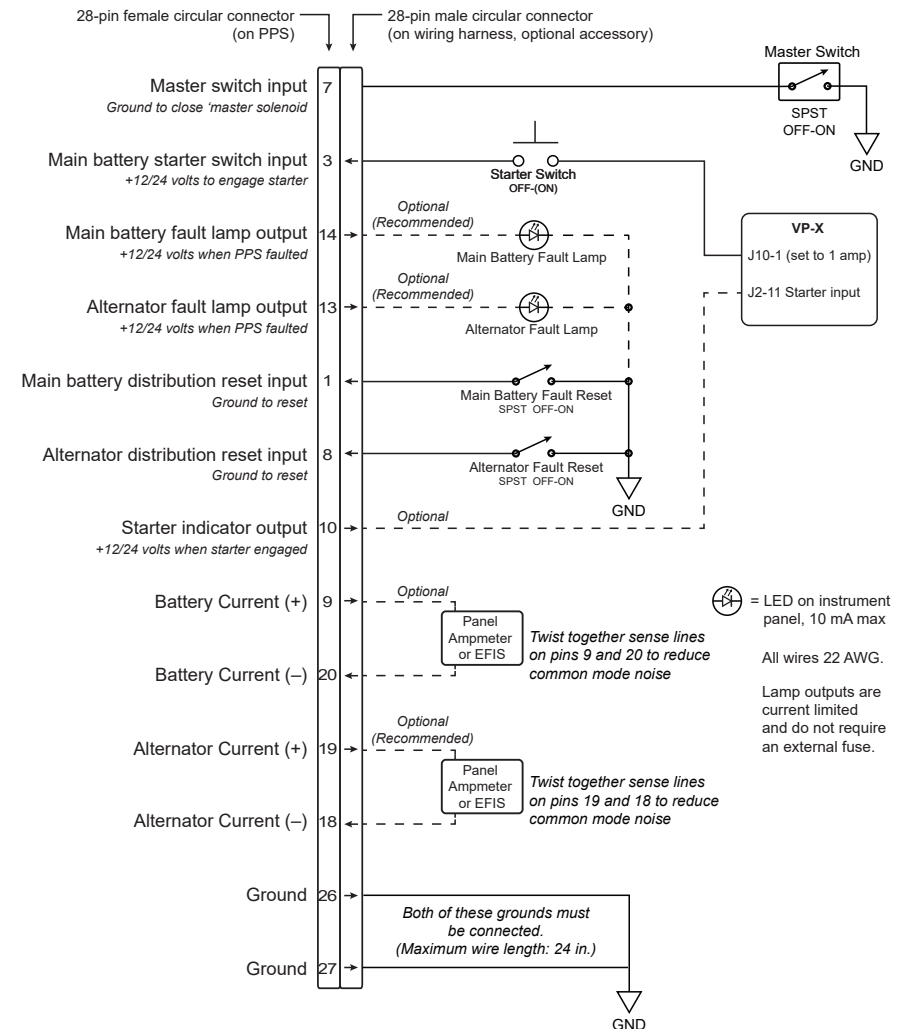 28-pin female circular connector
(on PPS)
28-pin male circular connector
(on wiring harness, optional accessory)
Master Switch
SPST
OFF-ON
GND
Master switch input
7
Ground to close ‘master solenoid
Main battery starter switch input
3
+12/24 volts to engage starter
Starter Switch
OFF-(ON)
VP-X
J10-1 (set to 1 amp)
J2-11 Starter input
Main battery fault lamp output
14
+12/24 volts when PPS faulted
Optional
(Recommended)
Main Battery Fault Lamp
Alternator fault lamp output
13
+12/24 volts when PPS faulted
Optional
(Recommended)
Alternator Fault Lamp
Main battery distribution reset input
1
Ground to reset
Main Battery Fault Reset
SPST OFF-ON
Alternator distribution reset input
8
Ground to reset
Alternator Fault Reset
SPST OFF-ON
GND
Starter indicator output
10
+12/24 volts when starter engaged
Optional
Battery Current (+)
9
Optional
Panel
Ampmeter
or EFIS
Twist together sense lines
on pins 9 and 20 to reduce
common mode noise
Battery Current (–)
20
= LED on instrument
panel, 10 mA max
All wires 22 AWG.
Lamp outputs are
current limited
and do not require
an external fuse.
Alternator Current (+)
19
Optional
(Recommended)
Panel
Ampmeter
or EFIS
Twist together sense lines
on pins 19 and 18 to reduce
common mode noise
Alternator Current (–)
18
Ground
26
Both of these grounds must
be connected.
(Maximum wire length: 24 in.)
Ground
27
GND